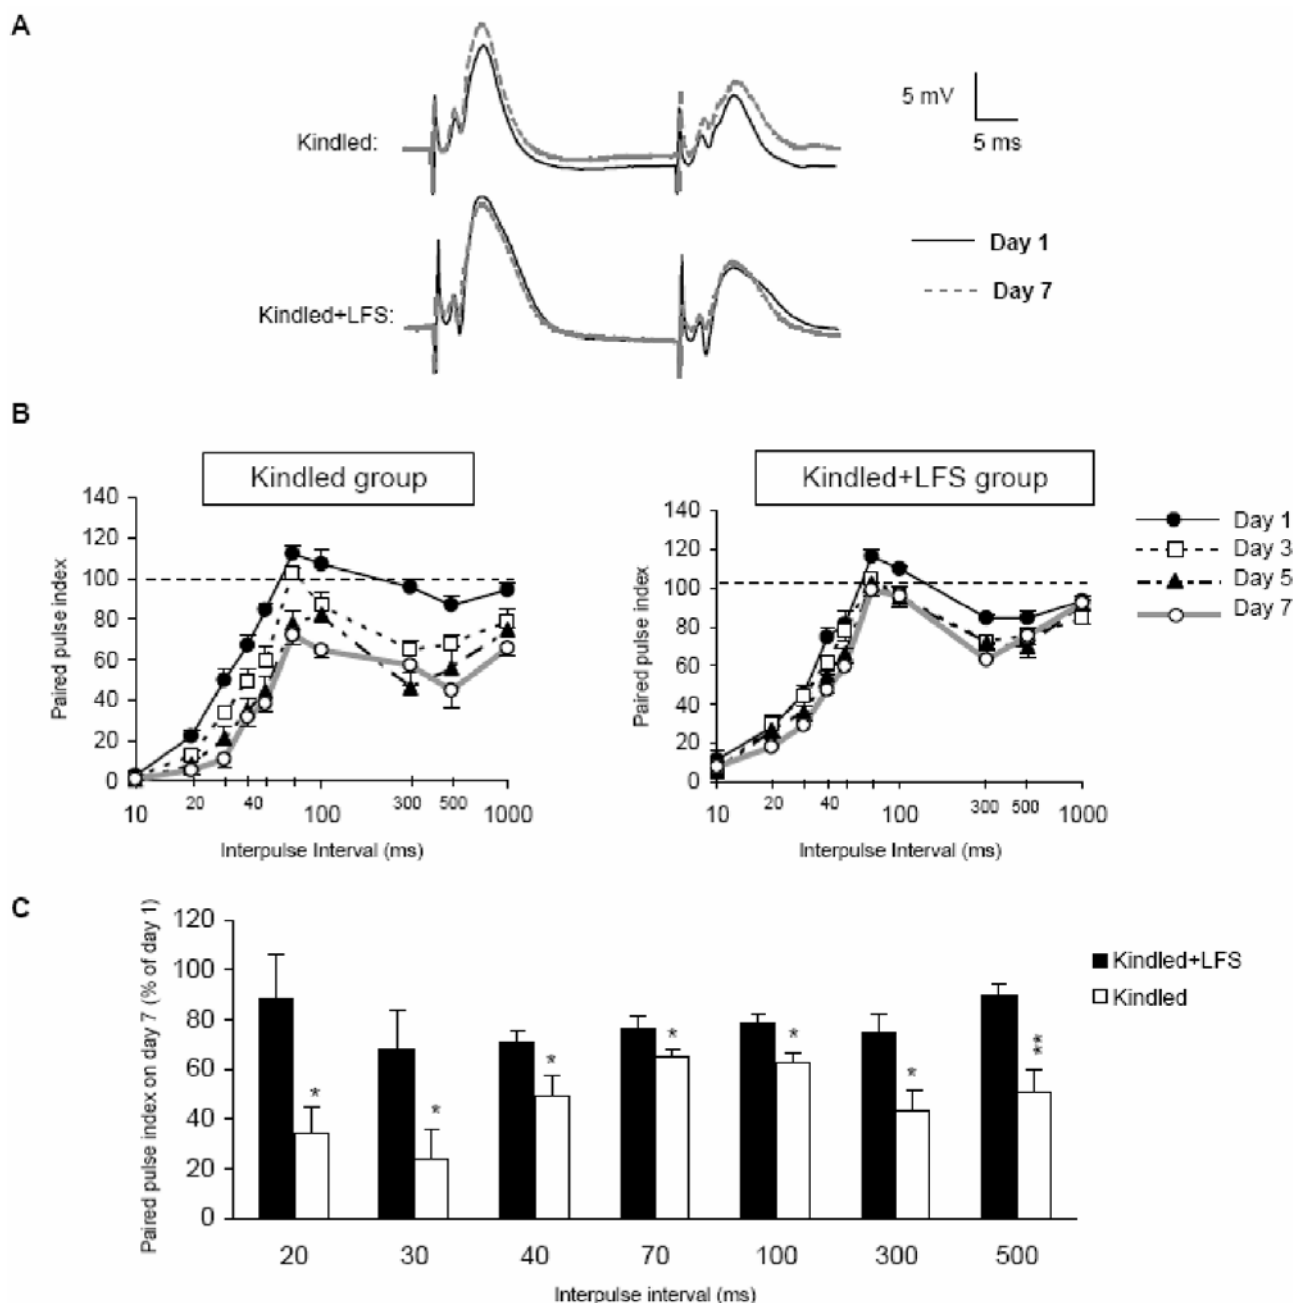 A
5 mV
5 ms
Kindled:
Day 1
Day 7
Kindled+LFS:
B
Kindled group
Paired pulse index
140
120
100
80
60
40
20
0
10
20
40
100
300
500
1000
Interpulse Interval (ms)
Kindled+LFS group
Paired pulse index
140
120
100
80
60
40
20
0
10
20
40
100
300
500
1000
Interpulse Interval (ms)
Day 1
Day 3
Day 5
Day 7
C
Paired pulse index on day 7 (% of day 1)
120
100
80
60
40
20
0
*
*
*
*
*
*
**
20
30
40
70
100
300
500
Interpulse interval (ms)
Kindled+LFS
Kindled